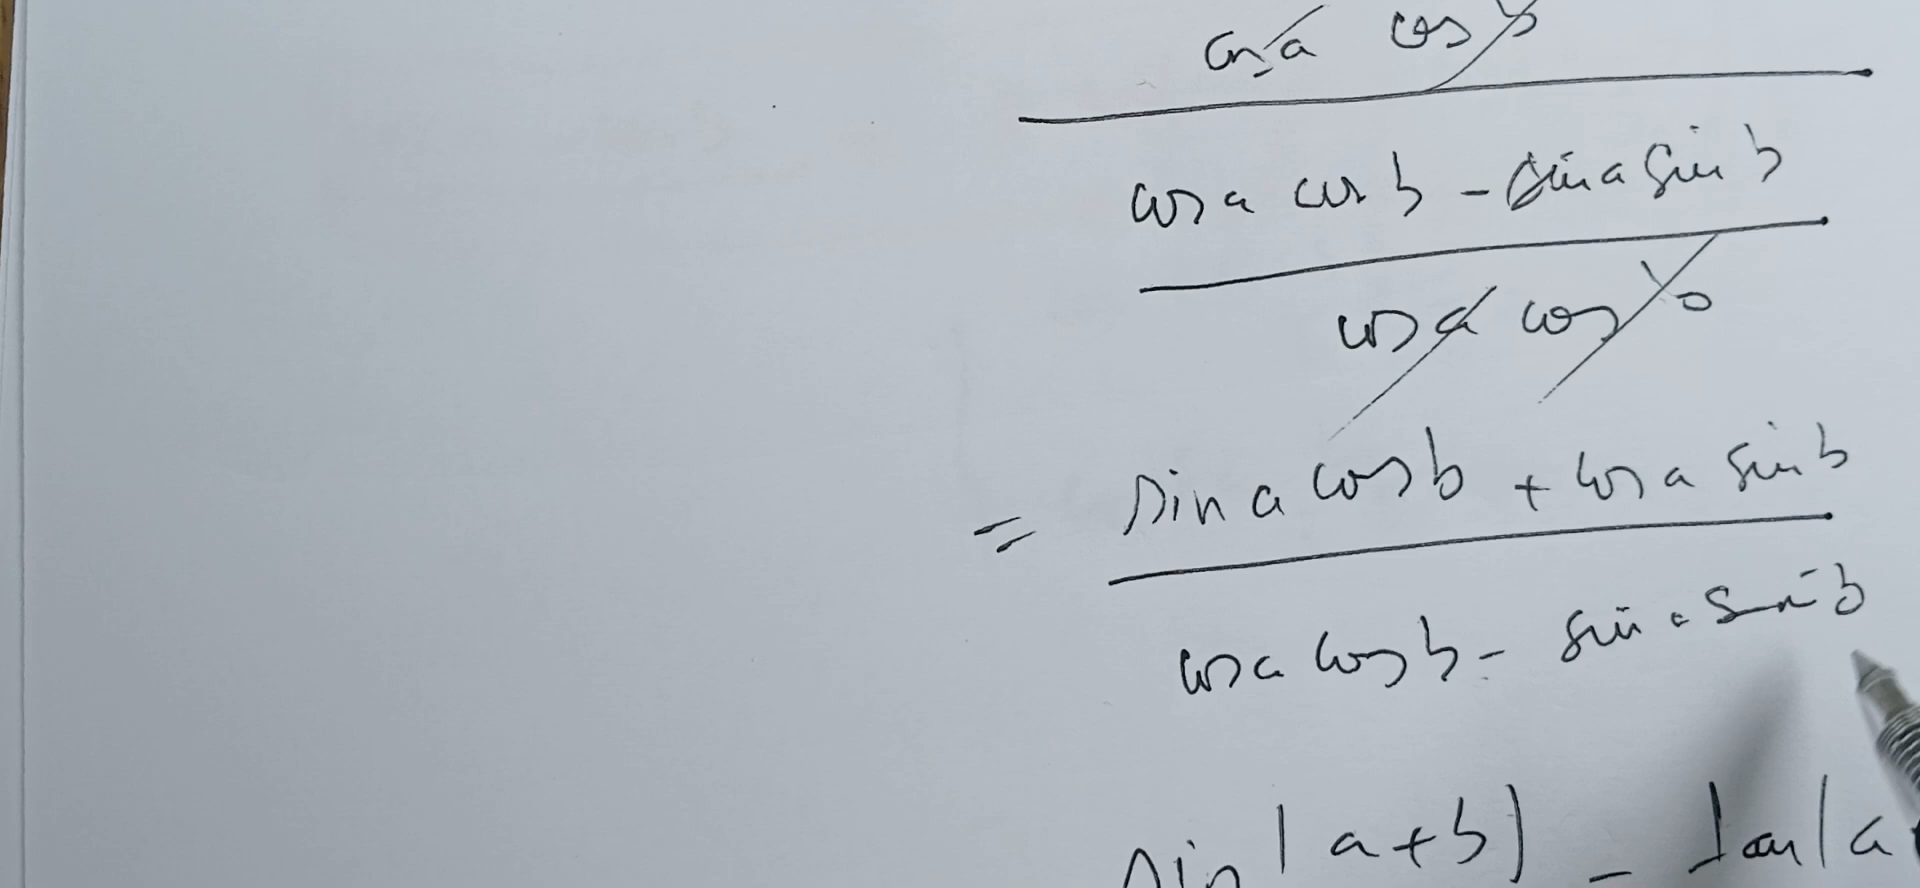 cos a cos b
cos a cos b - sin a sin b
cos a cos b
= sin a cos b + cos a sin b
cos a cos b - sin a sin b
sin (a+b) = tan (a